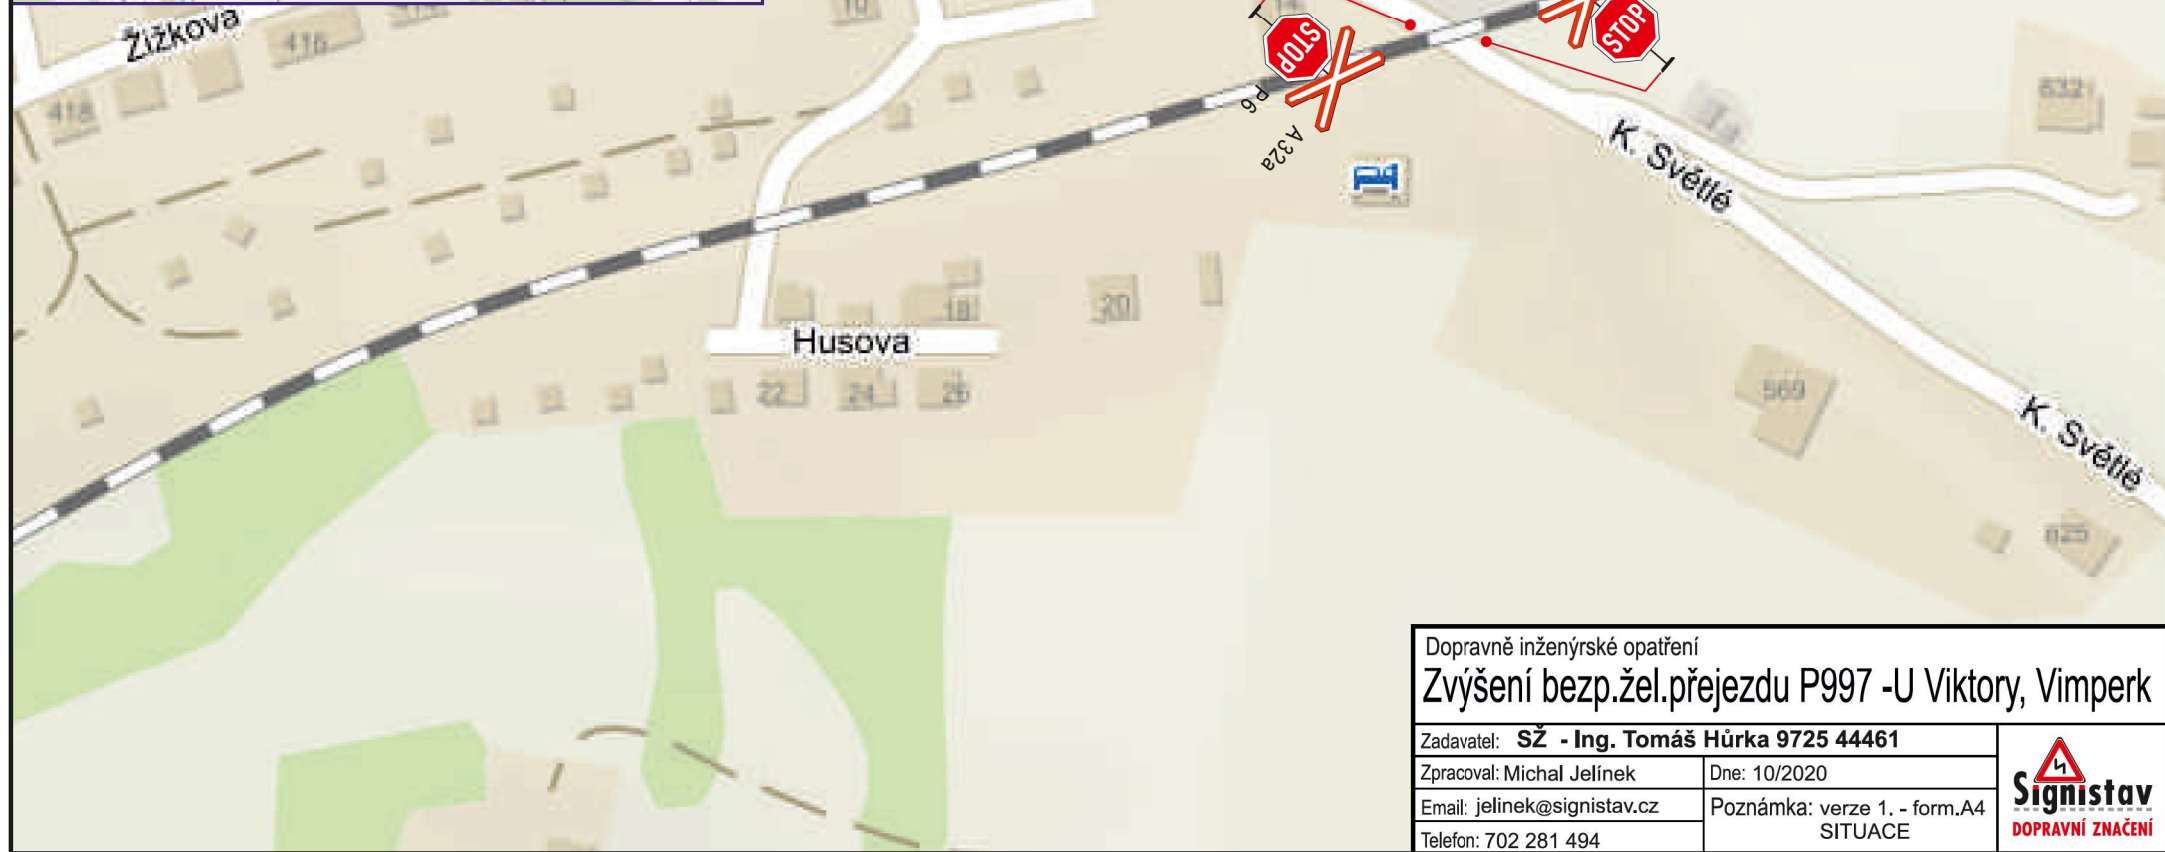 Žižkova
416
418
10
14
STOP
STOP
P6
A32a
K. Světlé
632
Husova
18
20
22
24
26
569
K. Světlé
Dopravně inženýrské opatření
Zvýšení bezp.žel.přejezdu P997 -U Viktory, Vimperk
Zadavatel: SŽ - Ing. Tomáš Hůrka 9725 44461
Zpracoval: Michal Jelínek
Dne: 10/2020
Email: jelinek@signistav.cz
Poznámka: verze 1. - form.A4
SITUACE
Telefon: 702 281 494
Signistav
DOPRAVNÍ ZNAČENÍ